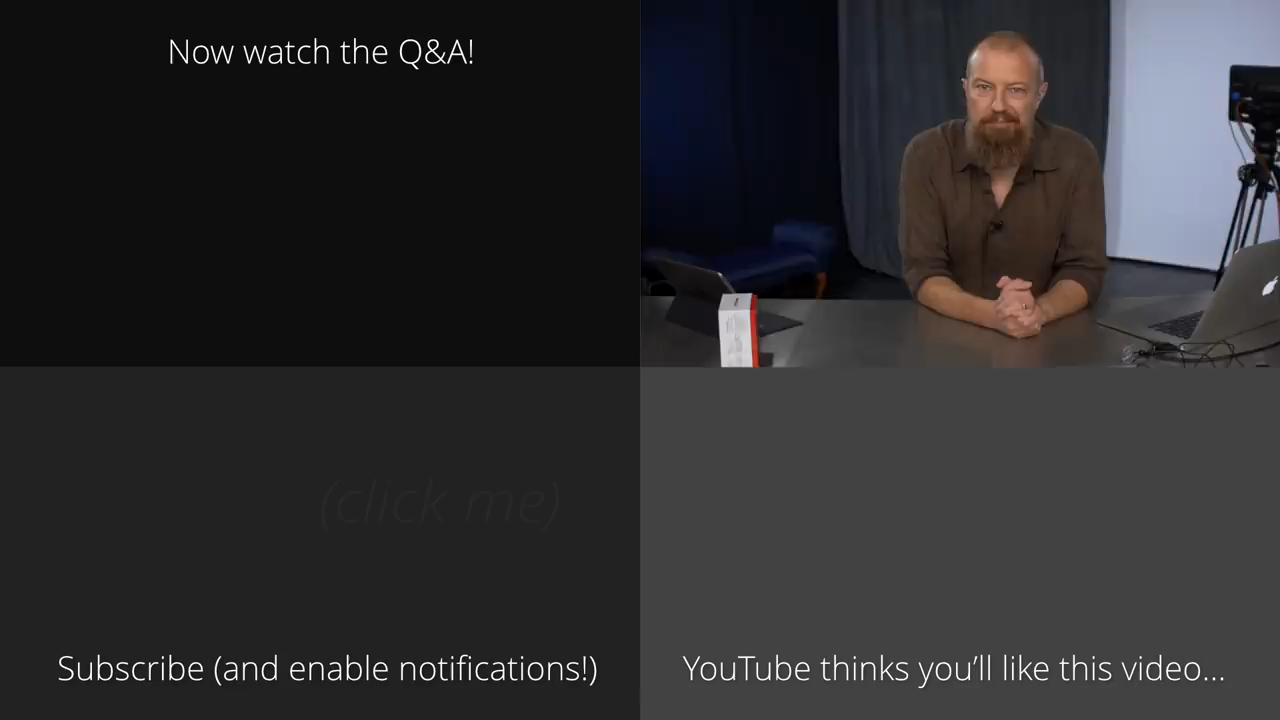 Now watch the Q&A!
(click me)
Subscribe (and enable notifications!)
YouTube thinks you’ll like this video...